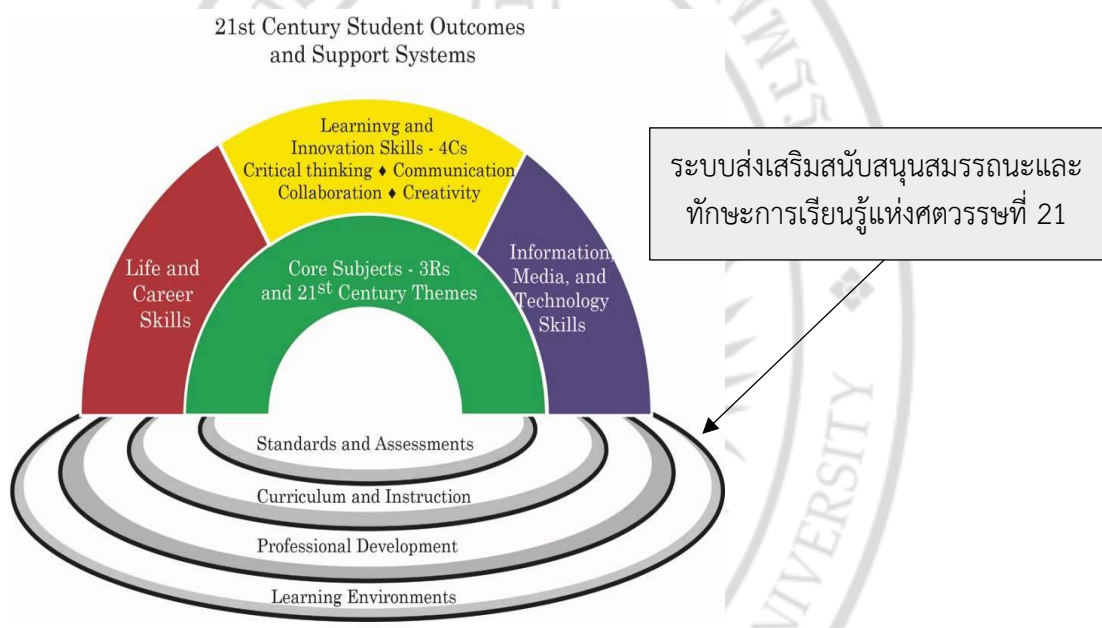 21st Century Student Outcomes
and Support Systems
Learninvg and
Innovation Skills - 4Cs
Critical thinking ♦ Communication
Collaboration ♦ Creativity
ระบบส่งเสริมสนับสนุนสมรรถนะและ
ทักษะการเรียนรู้แห่งศตวรรษที่ 21
Life and
Career
Skills
Core Subjects - 3Rs
and 21st Century Themes
Information,
Media, and
Technology
Skills
Standards and Assessments
Curriculum and Instruction
Professional Development
Learning Environments